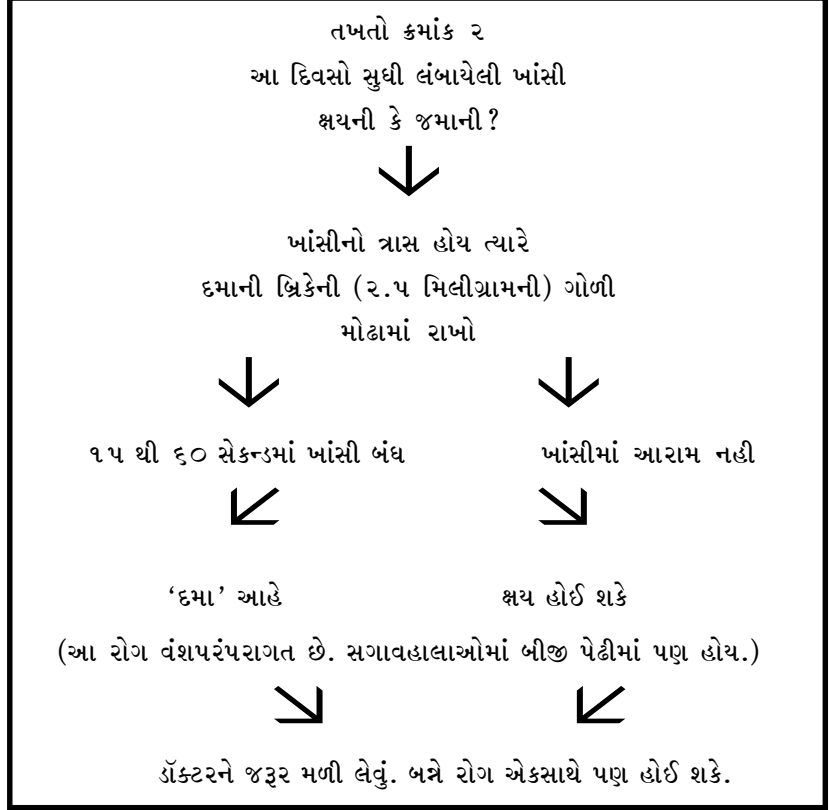 તખતો ક્રમાંક ૨
આ દિવસો સુધી લંબાયેલી ખાંસી
ક્ષયની કે જમાની?
ખાંસીનો ત્રાસ હોય ત્યારે
દમાની બ્રિકેની (૨.૫ મિલીગ્રામની) ગોળી
મોઢામાં રાખો
૧૫ થી ૬૦ સેકન્ડમાં ખાંસી બંધ
ખાંસીમાં આરામ નહી
‘દમા’ આહે
ક્ષય હોઈ શકે
(આ રોગ વંશપરંપરાગત છે. સગાવહાલાઓમાં બીજી પેઢીમાં પણ હોય.)
ડૉક્ટરને જરૂર મળી લેવું. બન્ને રોગ એકસાથે પણ હોઈ શકે.